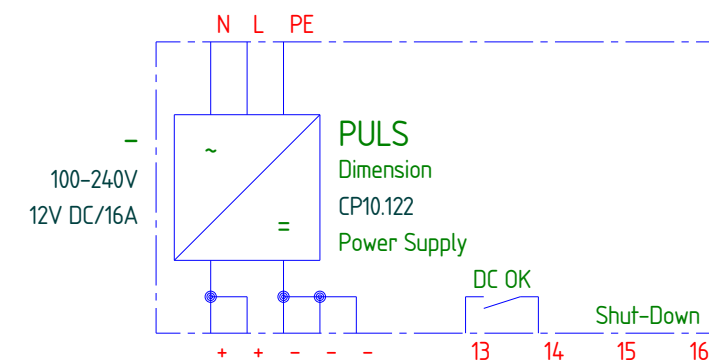 N L PE
PULS
Dimension
CP10.122
Power Supply
–
100-240V
12V DC/16A
~
=
DC OK
Shut-Down
+ + - - - 13 14 15 16